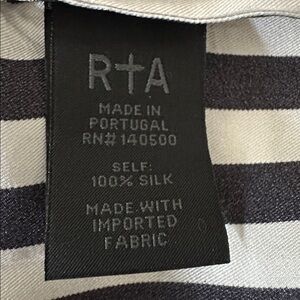 R†A
MADE IN
PORTUGAL
RN# 140500
SELF:
100% SILK
MADE WITH
IMPORTED
FABRIC